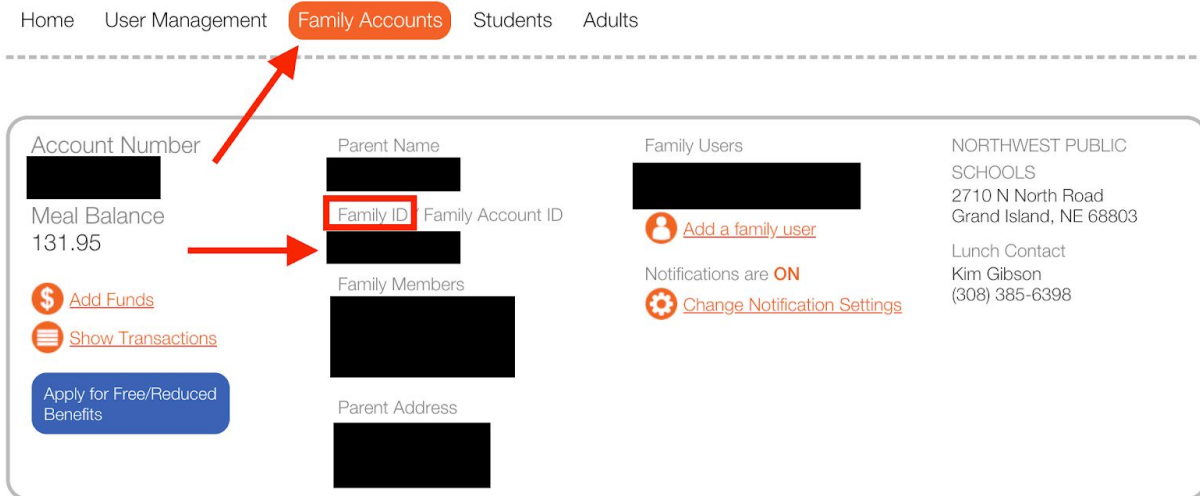 Home User Management Family Accounts Students Adults
Account Number
Meal Balance
131.95
Add Funds
Show Transactions
Apply for Free/Reduced
Benefits
Parent Name
Family ID / Family Account ID
Family Members
Parent Address
Family Users
Add a family user
Notifications are ON
Change Notification Settings
NORTHWEST PUBLIC
SCHOOLS
2710 N North Road
Grand Island, NE 68803
Lunch Contact
Kim Gibson
(308) 385-6398